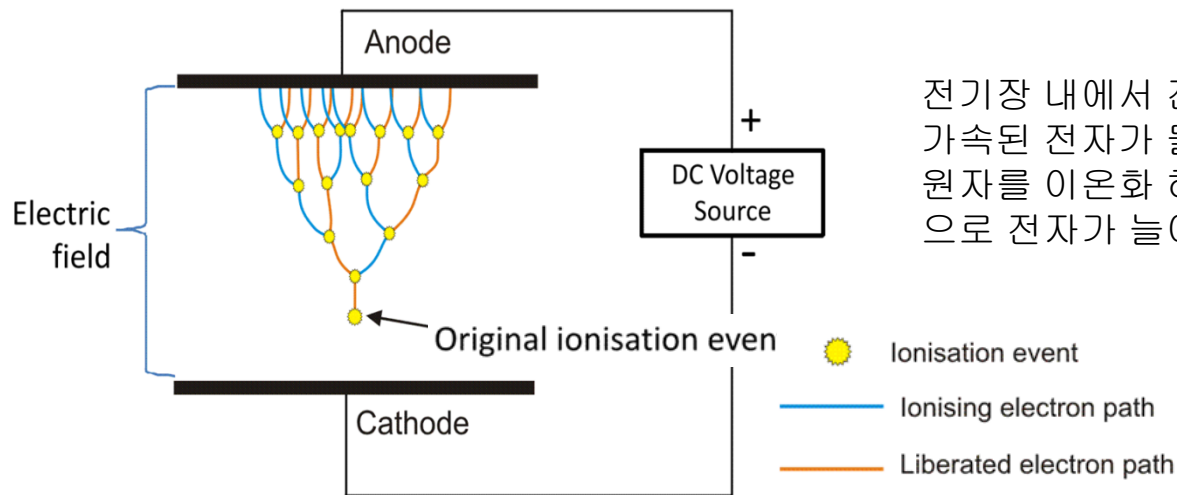 Anode
Electric
field
+
DC Voltage
Source
-
Original ionisation even
Cathode
전기장 내에서
가속된 전자가
원자를 이온화
으로 전자가
Ionisation event
Ionising electron path
Liberated electron path